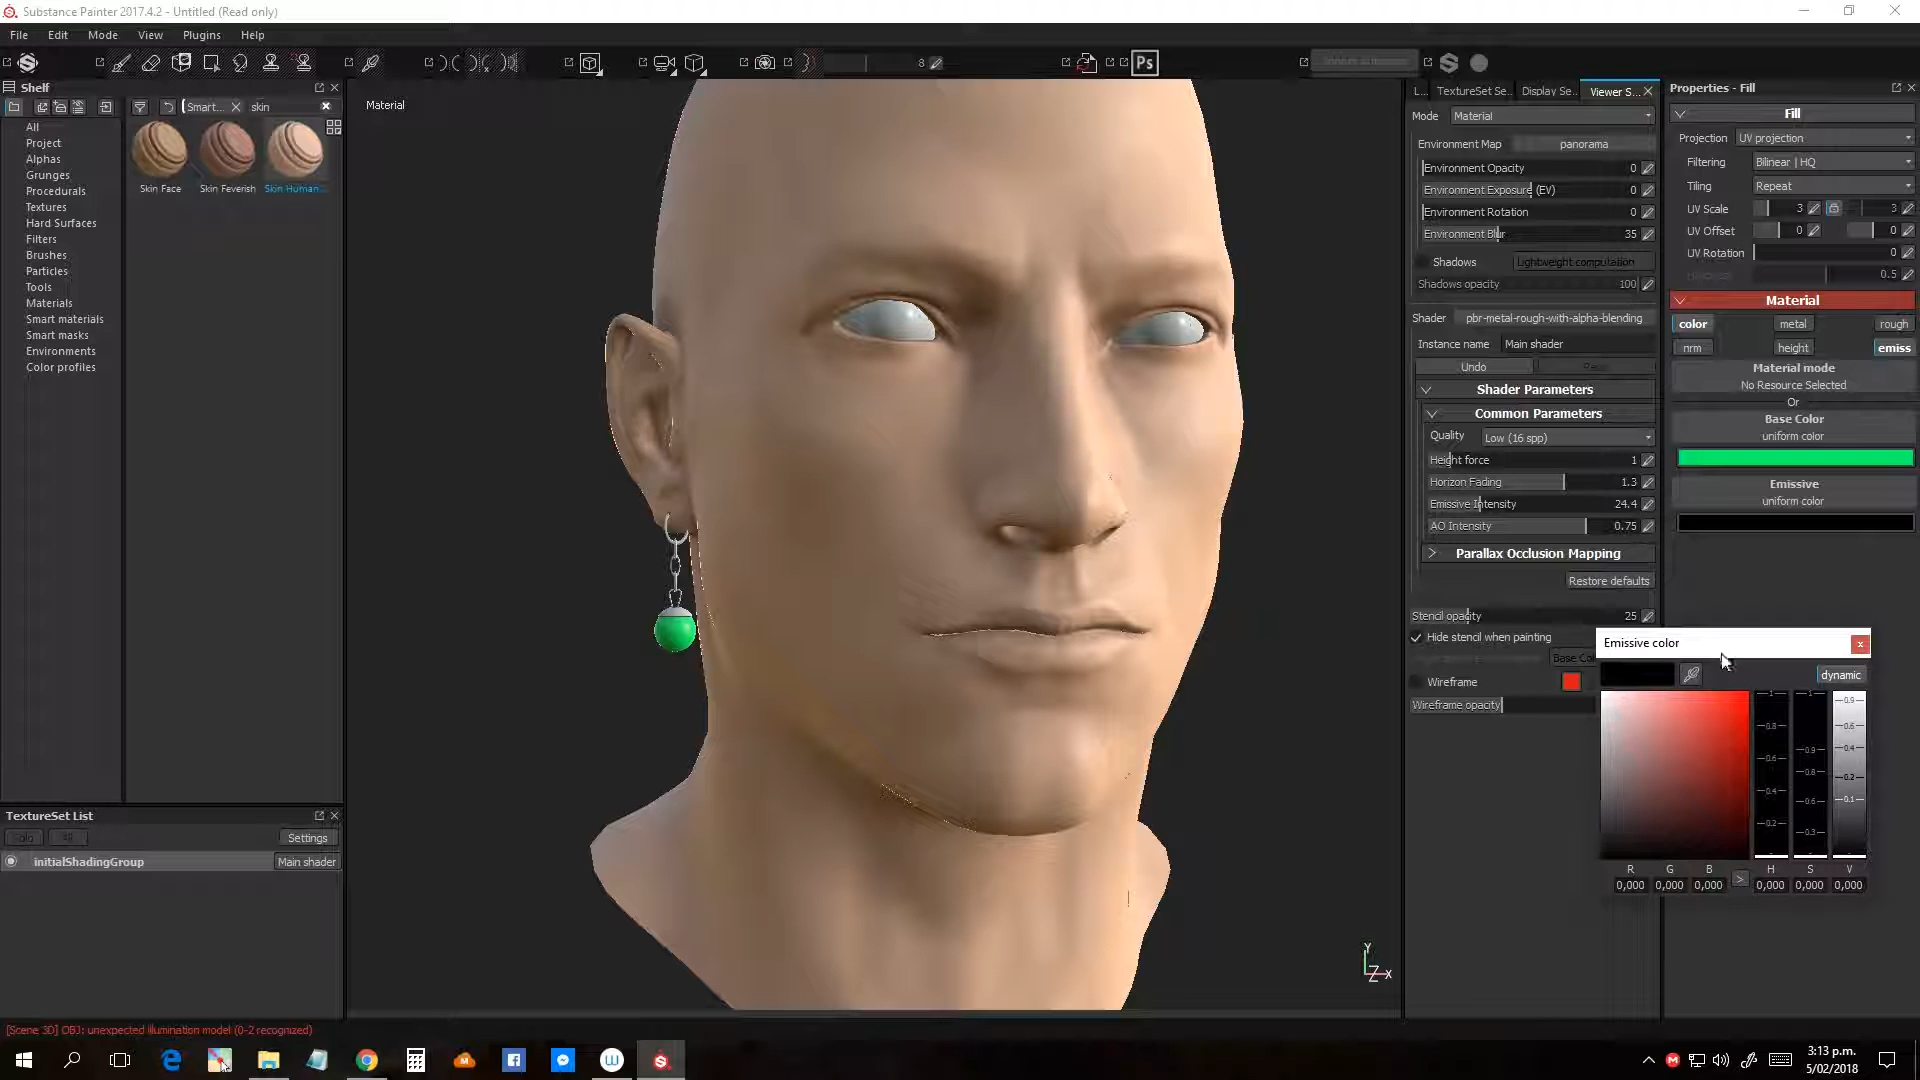 Substance Painter 2017.4.2 - Untitled (Read only)
File Edit Mode View Plugins Help
8
Ps
Shelf
Smart... skin
All
Project
Alphas
Grunges
Procedurals
Textures
Hard Surfaces
Filters
Brushes
Particles
Tools
Materials
Smart materials
Smart masks
Environments
Color profiles
Skin Face
Skin Feverish
Skin Human...
TextureSet List
Solo All Settings
initialShadingGroup Main shader
[Scene 3D] OBJ: unexpected illumination model (0-2 recognized)
Material
Y
Z X
L... TextureSet Se... Display Se... Viewer S...
Mode Material
Environment Map panorama
Environment Opacity 0
Environment Exposure (EV) 0
Environment Rotation 0
Environment Blur 35
Shadows Lightweight computation
Shadows opacity 100
Shader pbr-metal-rough-with-alpha-blending
Instance name Main shader
Undo
Shader Parameters
Common Parameters
Quality Low (16 spp)
Height force 1
Horizon Fading 1.3
Emissive Intensity 24.4
AO Intensity 0.75
Parallax Occlusion Mapping
Restore defaults
Stencil opacity 25
Hide stencil when painting
Base Col
Wireframe
Wireframe opacity
Properties - Fill
Fill
Projection UV projection
Filtering Bilinear | HQ
Tiling Repeat
UV Scale 3 3
UV Offset 0 0
UV Rotation 0
0.5
Material
color metal rough
nrm height emiss
Material mode
No Resource Selected
Or
Base Color
uniform color
Emissive
uniform color
Emissive color
dynamic
R G B H S V
0,000 0,000 0,000 > 0,000 0,000 0,000
3:13 p.m.
5/02/2018